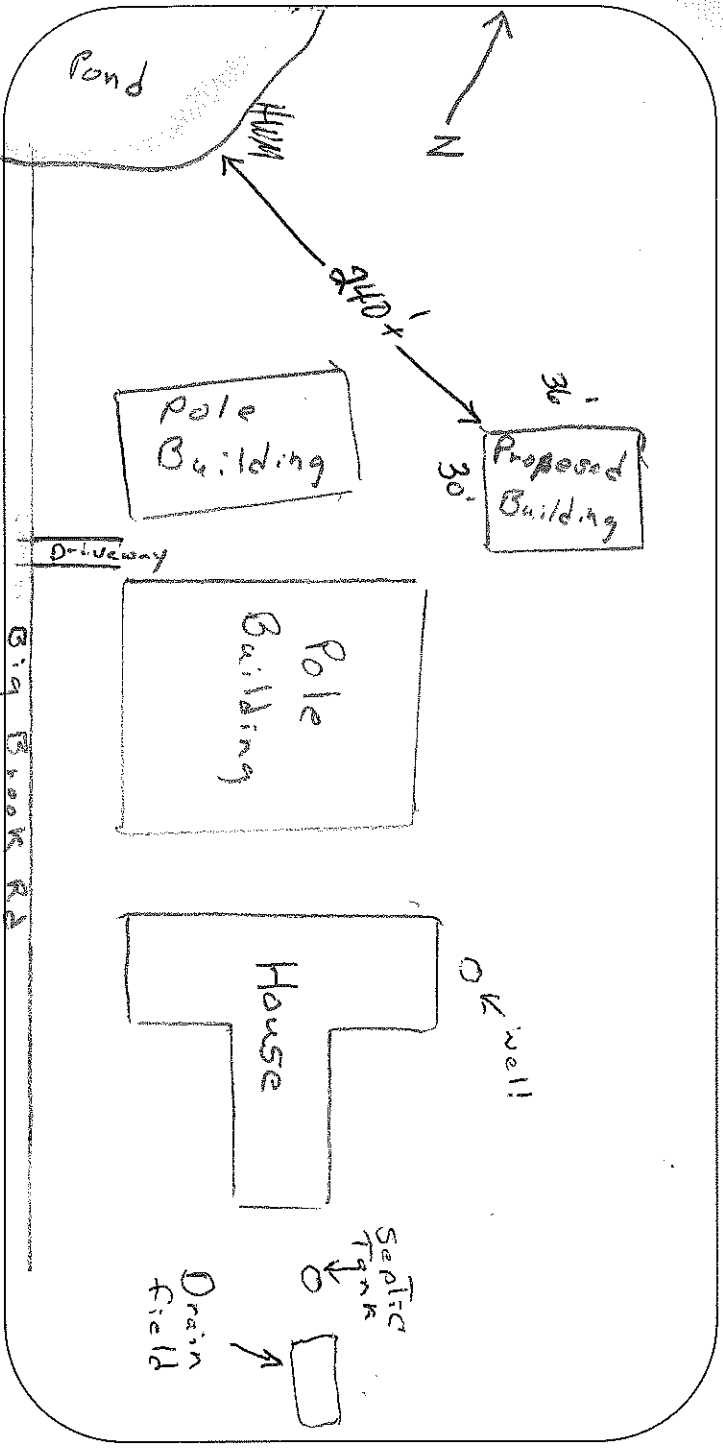 Pond
HWM
N
240±'
36'
Proposed
Building
30'
Pole
Building
Driveway
Pole
Building
Big Brook Rd
House
Well
Septic
Tank
Drain
field